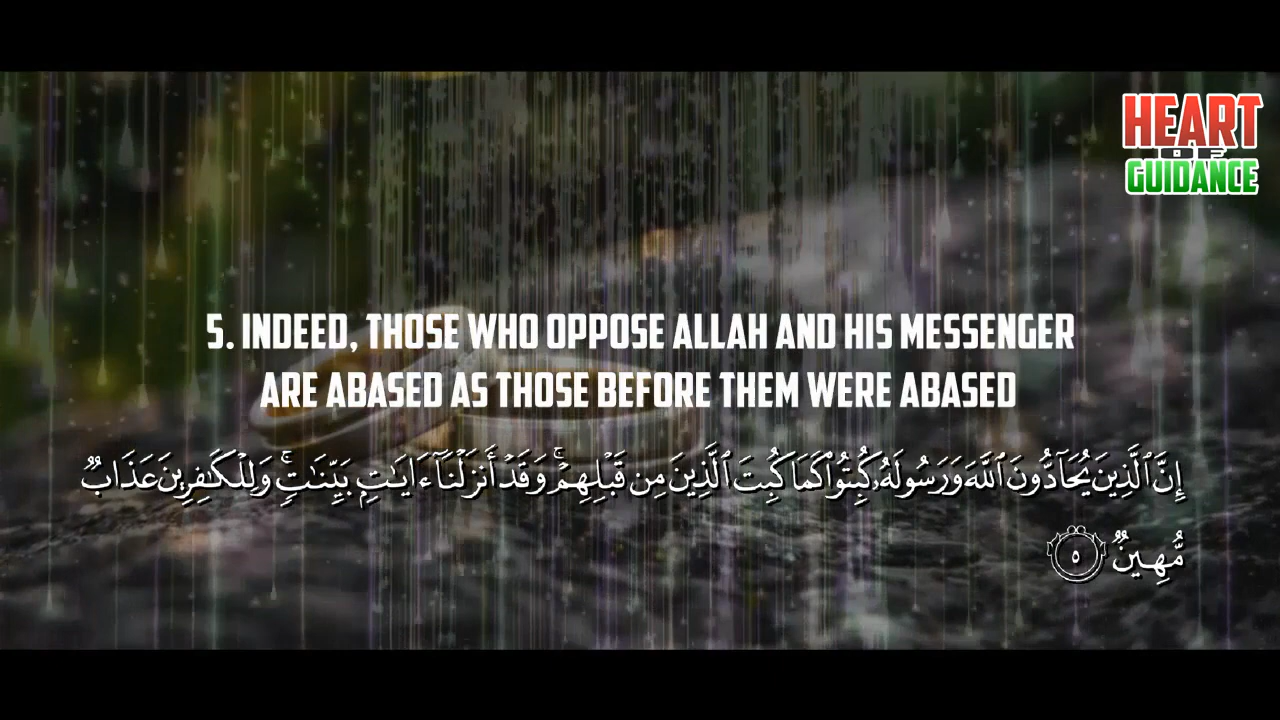 HEART
OF
GUIDANCE
5. INDEED, THOSE WHO OPPOSE ALLAH AND HIS MESSENGER
ARE ABASED AS THOSE BEFORE THEM WERE ABASED
إِنَّ ٱلَّذِينَ يُحَآدُّونَ ٱللَّهَ وَرَسُولَهُۥ كُبِتُوا۟ كَمَا كُبِتَ ٱلَّذِينَ مِن قَبْلِهِمْ ۚ وَقَدْ أَنزَلْنَآ ءَايَـٰتٍۭ بَيِّنَـٰتٍ ۚ وَلِلْكَـٰفِرِينَ عَذَابٌ
مُّهِينٌ ٥